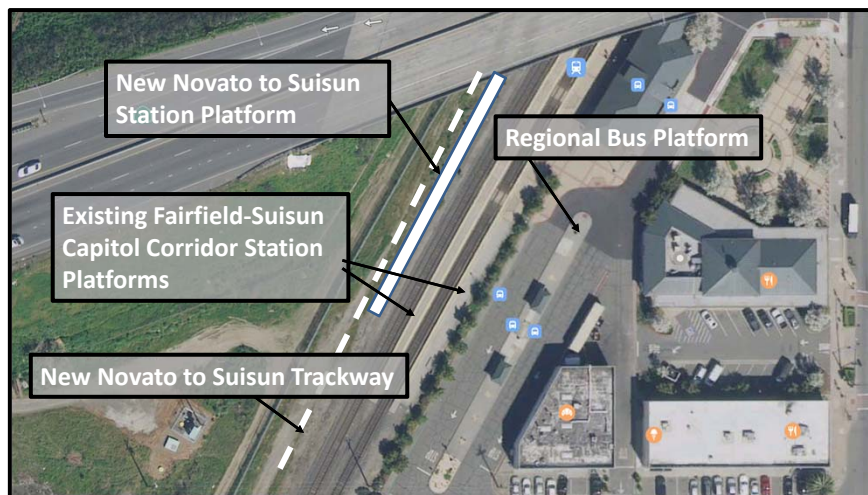 New Novato to Suisun
Station Platform
Regional Bus Platform
Existing Fairfield-Suisun
Capitol Corridor Station
Platforms
New Novato to Suisun Trackway